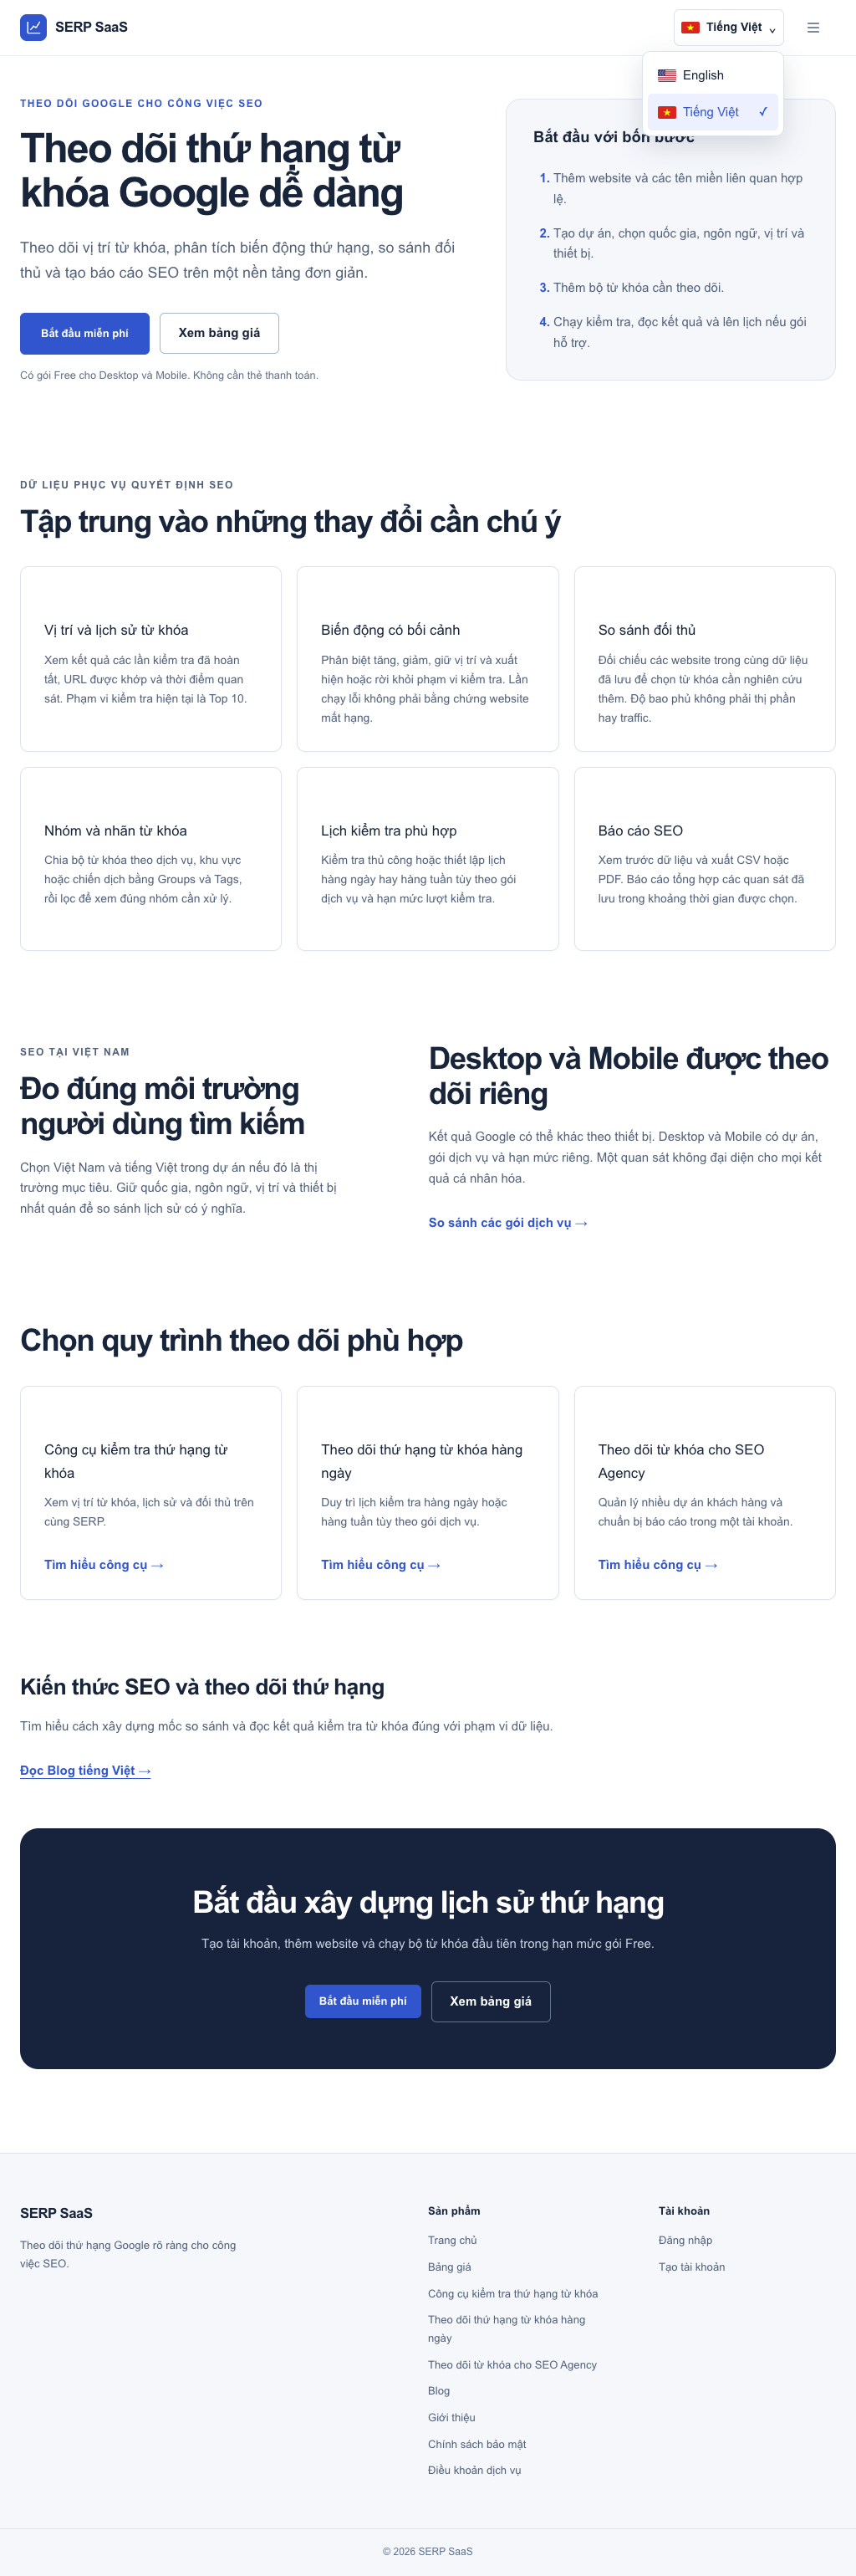 SERP SaaS
Tiếng Việt
English
Tiếng Việt ✓
THEO DÕI GOOGLE CHO CÔNG VIỆC SEO
Theo dõi thứ hạng từ
khóa Google dễ dàng
Theo dõi vị trí từ khóa, phân tích biến động thứ hạng, so sánh đối
thủ và tạo báo cáo SEO trên một nền tảng đơn giản.
Bắt đầu miễn phí
Xem bảng giá
Có gói Free cho Desktop và Mobile. Không cần thẻ thanh toán.
Bắt đầu với bốn bước
1. Thêm website và các tên miền liên quan hợp
lệ.
2. Tạo dự án, chọn quốc gia, ngôn ngữ, vị trí và
thiết bị.
3. Thêm bộ từ khóa cần theo dõi.
4. Chạy kiểm tra, đọc kết quả và lên lịch nếu gói
hỗ trợ.
DỮ LIỆU PHỤC VỤ QUYẾT ĐỊNH SEO
Tập trung vào những thay đổi cần chú ý
Vị trí và lịch sử từ khóa
Xem kết quả các lần kiểm tra đã hoàn
tất, URL được khớp và thời điểm quan
sát. Phạm vi kiểm tra hiện tại là Top 10.
Biến động có bối cảnh
Phân biệt tăng, giảm, giữ vị trí và xuất
hiện hoặc rời khỏi phạm vi kiểm tra. Lần
chạy lỗi không phải bằng chứng website
mất hạng.
So sánh đối thủ
Đối chiếu các website trong cùng dữ liệu
đã lưu để chọn từ khóa cần nghiên cứu
thêm. Độ bao phủ không phải thị phần
hay traffic.
Nhóm và nhãn từ khóa
Chia bộ từ khóa theo dịch vụ, khu vực
hoặc chiến dịch bằng Groups và Tags,
rồi lọc để xem đúng nhóm cần xử lý.
Lịch kiểm tra phù hợp
Kiểm tra thủ công hoặc thiết lập lịch
hàng ngày hay hàng tuần tùy theo gói
dịch vụ và hạn mức lượt kiểm tra.
Báo cáo SEO
Xem trước dữ liệu và xuất CSV hoặc
PDF. Báo cáo tổng hợp các quan sát đã
lưu trong khoảng thời gian được chọn.
SEO TẠI VIỆT NAM
Đo đúng môi trường
người dùng tìm kiếm
Chọn Việt Nam và tiếng Việt trong dự án nếu đó là thị
trường mục tiêu. Giữ quốc gia, ngôn ngữ, vị trí và thiết bị
nhất quán để so sánh lịch sử có ý nghĩa.
Desktop và Mobile được theo
dõi riêng
Kết quả Google có thể khác theo thiết bị. Desktop và Mobile có dự án,
gói dịch vụ và hạn mức riêng. Một quan sát không đại diện cho mọi kết
quả cá nhân hóa.
So sánh các gói dịch vụ →
Chọn quy trình theo dõi phù hợp
Công cụ kiểm tra thứ hạng từ
khóa
Xem vị trí từ khóa, lịch sử và đối thủ trên
cùng SERP.
Tìm hiểu công cụ →
Theo dõi thứ hạng từ khóa hàng
ngày
Duy trì lịch kiểm tra hàng ngày hoặc
hàng tuần tùy theo gói dịch vụ.
Tìm hiểu công cụ →
Theo dõi từ khóa cho SEO
Agency
Quản lý nhiều dự án khách hàng và
chuẩn bị báo cáo trong một tài khoản.
Tìm hiểu công cụ →
Kiến thức SEO và theo dõi thứ hạng
Tìm hiểu cách xây dựng mốc so sánh và đọc kết quả kiểm tra từ khóa đúng với phạm vi dữ liệu.
Đọc Blog tiếng Việt →
Bắt đầu xây dựng lịch sử thứ hạng
Tạo tài khoản, thêm website và chạy bộ từ khóa đầu tiên trong hạn mức gói Free.
Bắt đầu miễn phí
Xem bảng giá
SERP SaaS
Theo dõi thứ hạng Google rõ ràng cho công
việc SEO.
Sản phẩm
Trang chủ
Bảng giá
Công cụ kiểm tra thứ hạng từ khóa
Theo dõi thứ hạng từ khóa hàng
ngày
Theo dõi từ khóa cho SEO Agency
Blog
Giới thiệu
Chính sách bảo mật
Điều khoản dịch vụ
Tài khoản
Đăng nhập
Tạo tài khoản
© 2026 SERP SaaS